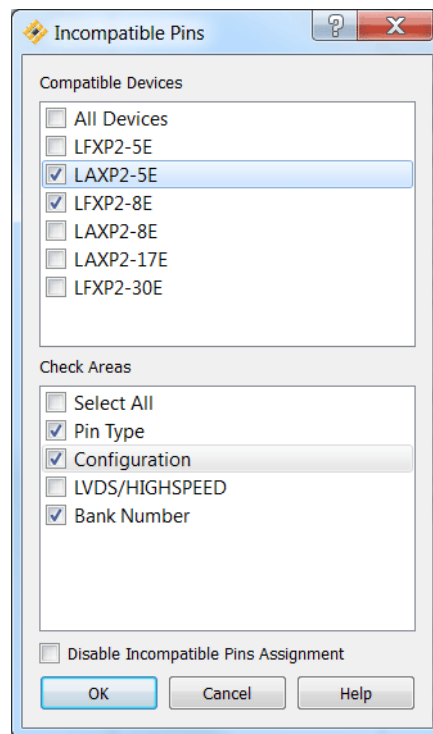 Incompatible Pins
Compatible Devices
All Devices
LFXP2-5E
LAXP2-5E
LFXP2-8E
LAXP2-8E
LAXP2-17E
LFXP2-30E
Check Areas
Select All
Pin Type
Configuration
LVDS/HIGHSPEED
Bank Number
Disable Incompatible Pins Assignment
OK Cancel Help